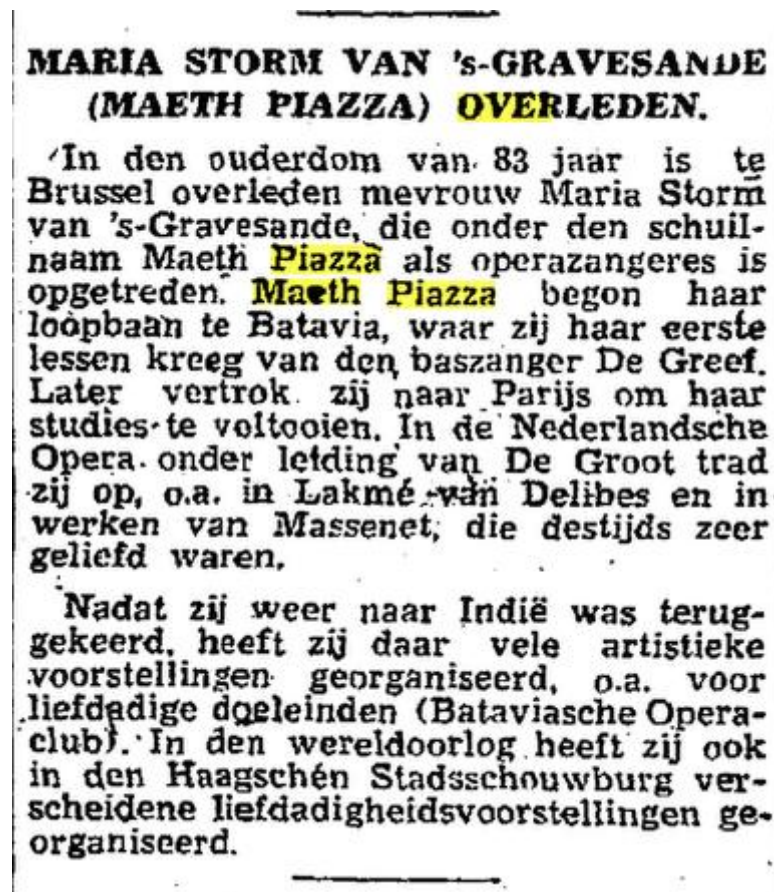 MARIA STORM VAN 's-GRAVESANDE
(MAETH PIAZZA) OVERLEDEN.
In den ouderdom van 83 jaar is te
Brussel overleden mevrouw Maria Storm
van 's-Gravesande, die onder den schuil-
naam Maeth Piazza als operazangeres is
opgetreden. Maeth Piazza begon haar
loopbaan te Batavia, waar zij haar eerste
lessen kreeg van den baszanger De Greef.
Later vertrok zij naar Parijs om haar
studies te voltooien. In de Nederlandsche
Opera onder leiding van De Groot trad
zij op, o.a. in Lakmé van Delibes en in
werken van Massenet, die destijds zeer
geliefd waren.
Nadat zij weer naar Indië was terug-
gekeerd, heeft zij daar vele artistieke
voorstellingen georganiseerd, o.a. voor
liefdadige doeleinden (Bataviasche Opera-
club). In den wereldoorlog heeft zij ook
in den Haagschen Stadsschouwburg ver-
scheidene liefdadigheidsvoorstellingen ge-
organiseerd.